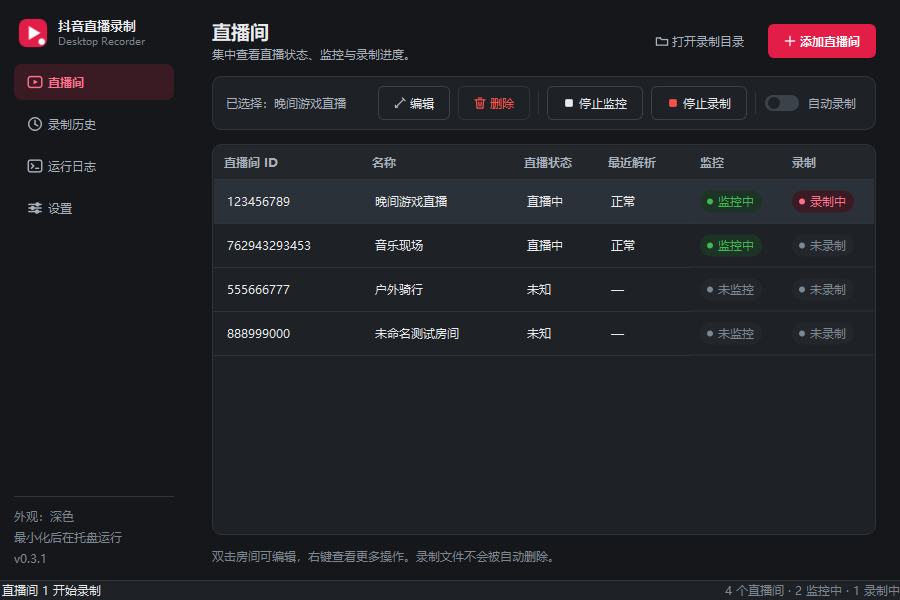 抖音直播录制
Desktop Recorder
直播间
录制历史
运行日志
设置
外观：深色
最小化后在托盘运行
v0.3.1
直播间
集中查看直播状态、监控与录制进度。
打开录制目录
添加直播间
已选择：晚间游戏直播 编辑 删除 停止监控 停止录制 自动录制
直播间 ID 名称 直播状态 最近解析 监控 录制
123456789 晚间游戏直播 直播中 正常 监控中 录制中
762943293453 音乐现场 直播中 正常 监控中 未录制
555666777 户外骑行 未知 — 未监控 未录制
888999000 未命名测试房间 未知 — 未监控 未录制
双击房间可编辑，右键查看更多操作。录制文件不会被自动删除。
直播间 1 开始录制
4 个直播间 · 2 监控中 · 1 录制中